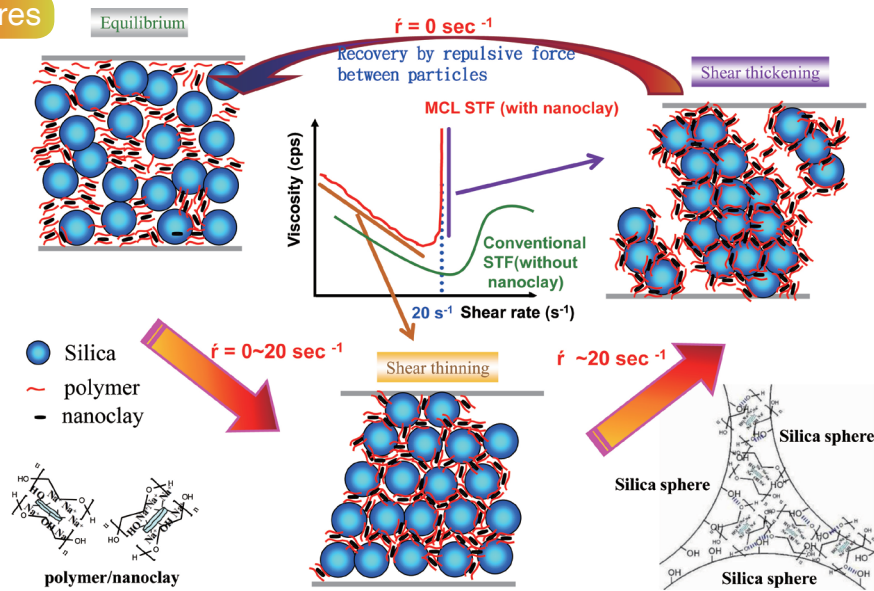 res
Equilibrium
ŕ = 0 sec -1
Recovery by repulsive force
between particles
Shear thickening
MCL STF (with nanoclay)
Viscosity (cps)
Conventional
STF(without
nanoclay)
20 s-1 Shear rate (s-1)
ŕ = 0~20 sec -1
Shear thinning
ŕ ~20 sec -1
Silica
polymer
nanoclay
polymer/nanoclay
Silica sphere
Silica sphere
Silica sphere